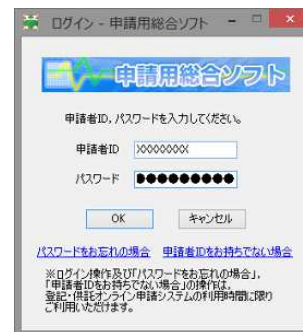 ログイン - 申請用総合ソフト
申請用総合ソフト
申請者ID，パスワードを入力してください。
申請者ID XXXXXXXX
パスワード ●●●●●●●●●
OK キャンセル
パスワードをお忘れの場合 申請者IDをお持ちでない場合
※ログイン操作及び「パスワードをお忘れの場合」，
「申請者IDをお持ちでない場合」の操作は，
登記・供託オンライン申請システムの利用時間に限り
ご利用いただけます。